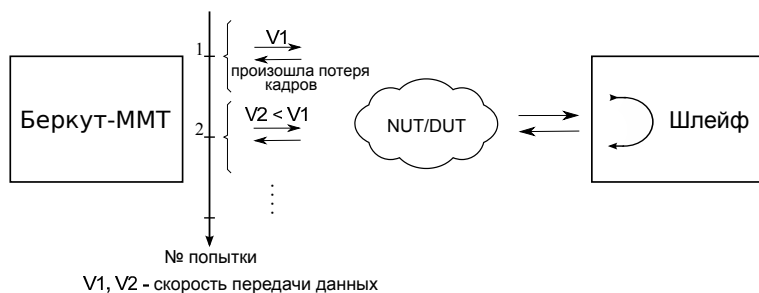 V1
1
произошла потеря
кадров
Беркут-ММТ
V2 < V1
2
NUT/DUT
Шлейф
№ попытки
V1, V2 - скорость передачи данных